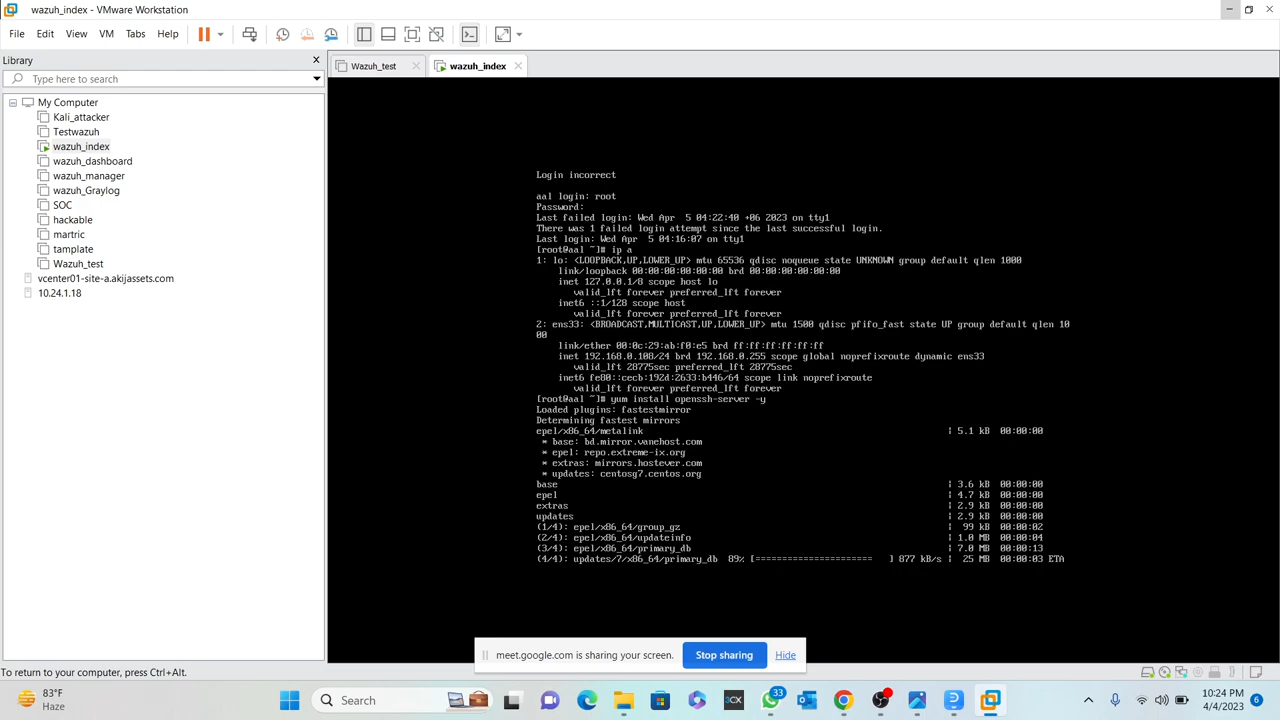 wazuh_index - VMware Workstation
File Edit View VM Tabs Help
Library
Type here to search
My Computer
Kali_attacker
Testwazuh
wazuh_index
wazuh_dashboard
wazuh_manager
wazuh_Graylog
SOC
hackable
martric
tamplate
Wazuh_test
vcenter01-site-a.akijassets.com
10.24.1.18
Wazuh_test wazuh_index
Login incorrect
aal login: root
Password:
Last failed login: Wed Apr  5 04:22:40 +06 2023 on tty1
There was 1 failed login attempt since the last successful login.
Last login: Wed Apr  5 04:16:07 on tty1
[root@aal ~]# ip a
1: lo: <LOOPBACK,UP,LOWER_UP> mtu 65536 qdisc noqueue state UNKNOWN group default qlen 1000
link/loopback 00:00:00:00:00:00 brd 00:00:00:00:00:00
inet 127.0.0.1/8 scope host lo
valid_lft forever preferred_lft forever
inet6 ::1/128 scope host
valid_lft forever preferred_lft forever
2: ens33: <BROADCAST,MULTICAST,UP,LOWER_UP> mtu 1500 qdisc pfifo_fast state UP group default qlen 10
00
link/ether 00:0c:29:ab:f0:e5 brd ff:ff:ff:ff:ff:ff
inet 192.168.0.108/24 brd 192.168.0.255 scope global noprefixroute dynamic ens33
valid_lft 28775sec preferred_lft 28775sec
inet6 fe80::cecb:192d:2633:b446/64 scope link noprefixroute
valid_lft forever preferred_lft forever
[root@aal ~]# yum install openssh-server -y
Loaded plugins: fastestmirror
Determining fastest mirrors
epel/x86_64/metalink | 5.1 kB 00:00:00
* base: bd.mirror.vanehost.com
* epel: repo.extreme-ix.org
* extras: mirrors.hostever.com
* updates: centosg7.centos.org
base | 3.6 kB 00:00:00
epel | 4.7 kB 00:00:00
extras | 2.9 kB 00:00:00
updates | 2.9 kB 00:00:00
(1/4): epel/x86_64/group_gz | 99 kB 00:00:02
(2/4): epel/x86_64/updateinfo | 1.0 MB 00:00:04
(3/4): epel/x86_64/primary_db | 7.0 MB 00:00:13
(4/4): updates/7/x86_64/primary_db 89% [====================== ] 877 kB/s | 25 MB 00:00:03 ETA
meet.google.com is sharing your screen. Stop sharing Hide
To return to your computer, press Ctrl+Alt.
83°F
Haze
Search
3CX
33
10:24 PM
4/4/2023
6